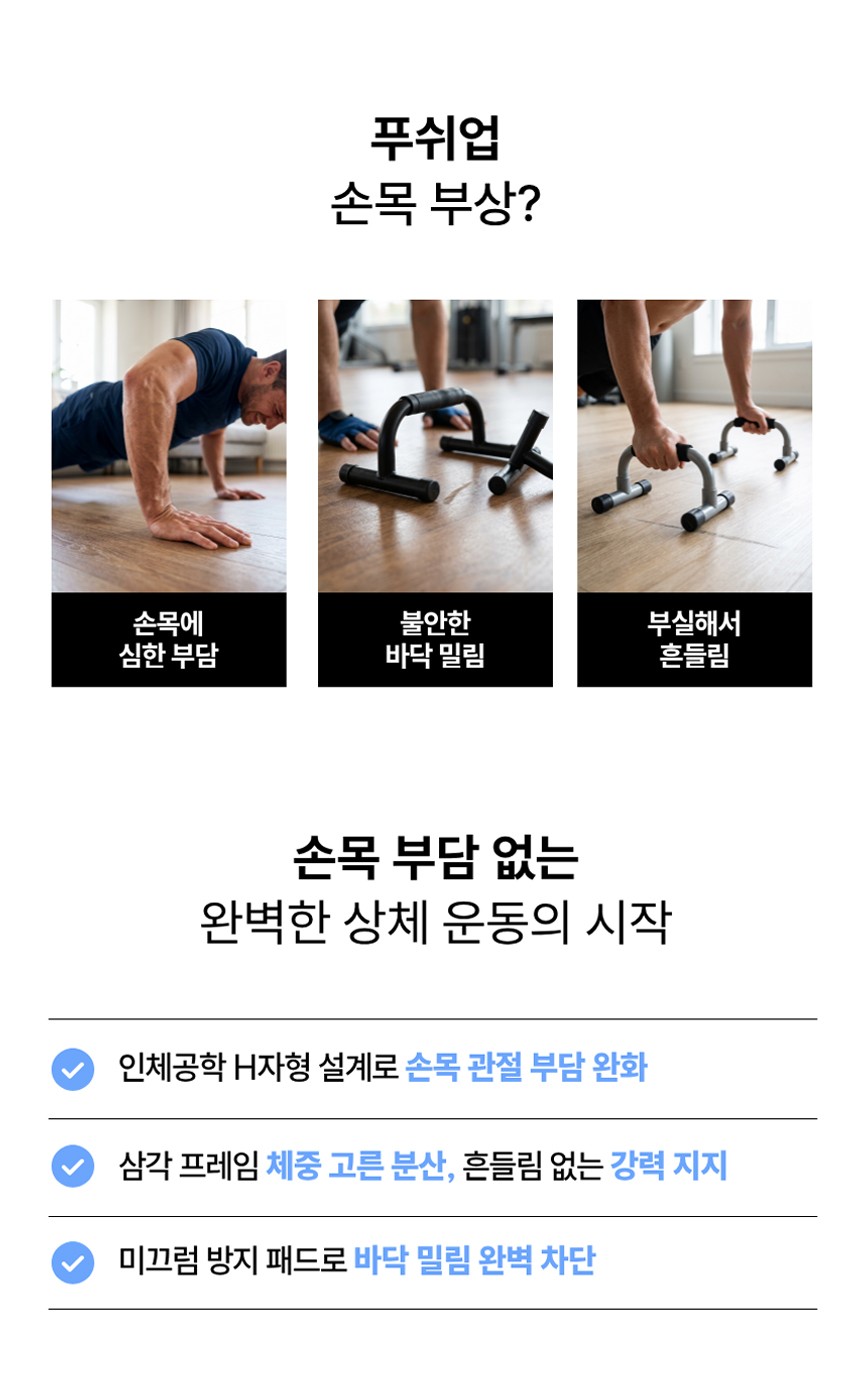 푸쉬업
손목 부상?
손목에
심한 부담
불안한
바닥 밀림
부실해서
흔들림
손목 부담 없는
완벽한 상체 운동의 시작
인체공학 H자형 설계로 손목 관절 부담 완화
삼각 프레임 체중 고른 분산, 흔들림 없는 강력 지지
미끄럼 방지 패드로 바닥 밀림 완벽 차단